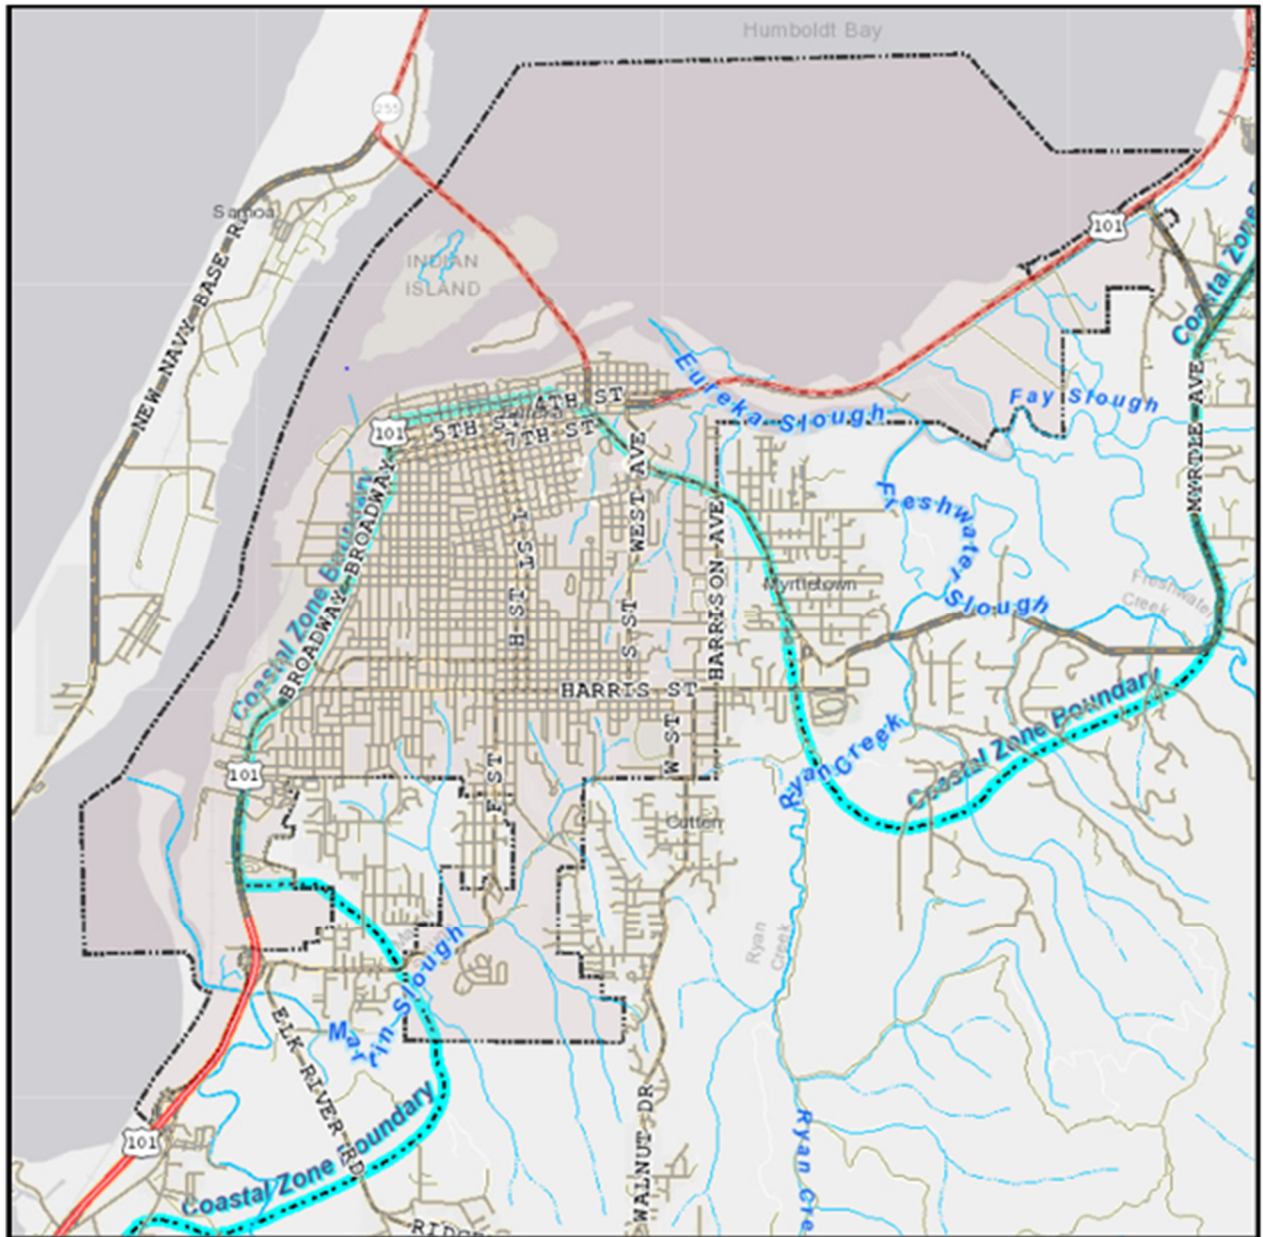 Humboldt Bay
255
Samoa
NEW NAVY BASE R
INDIAN
ISLAND
101
Coastal Zone B
101
4TH ST
5TH ST
7TH ST
Eureka Slough
Fay Slough
MYRTLE AVE
BROADWAY
BROADWAY
Coastal Zone Boundary
I ST
H ST
WEST AVE
S ST
HARRISON AVE
Myrtletown
Freshwater
Slough
Freshwater
Creek
HARRIS ST
W ST
F ST
101
Ryan Creek
Coastal Zone Boundary
Cutten
Ryan
Creek
Martin Slough
ELK RIVER RD
101
Coastal Zone Boundary
WALNUT DR
Ryan Cre
RIDGE